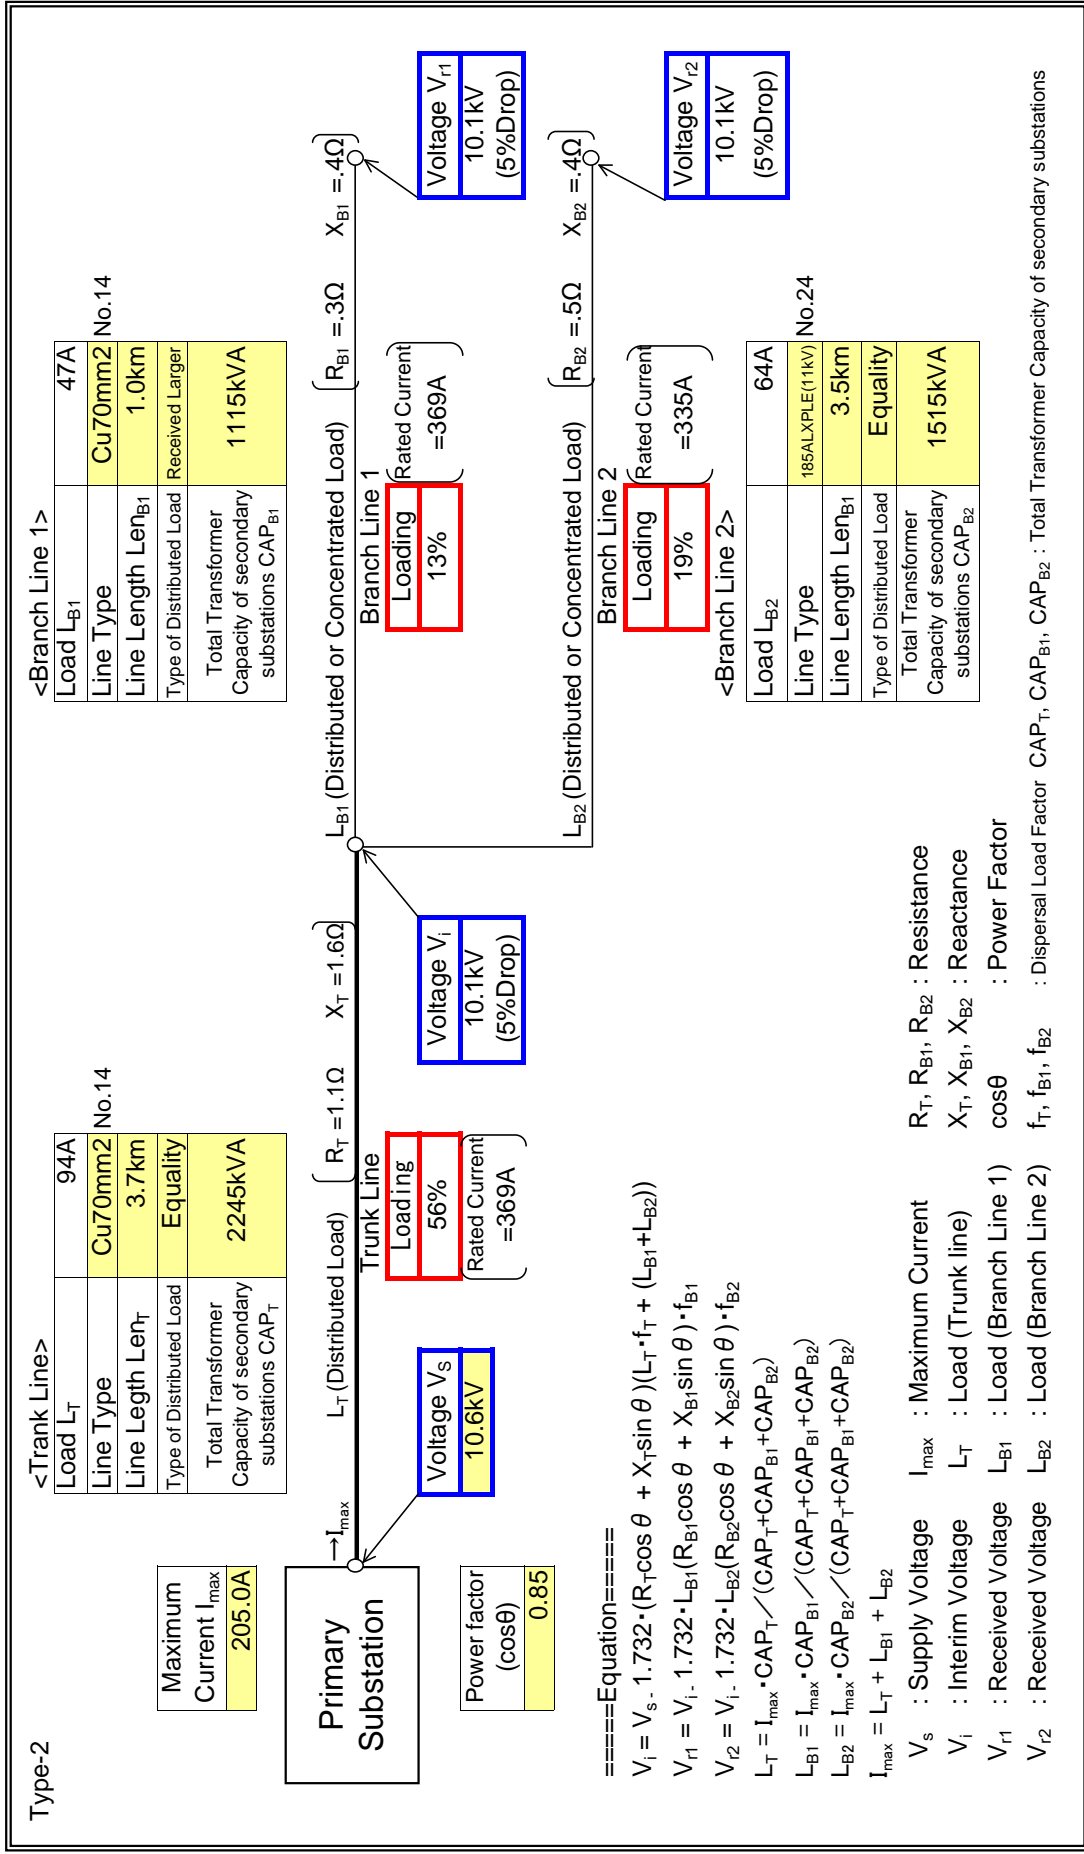 Type-2
Maximum
Current Imax
205.0A
Primary
Substation
Power factor
(cosθ)
0.85
→Imax
Voltage VS
10.6kV
<Trank Line>
Load LT 94A
Line Type Cu70mm2 No.14
Line Legth LenT 3.7km
Type of Distributed Load Equality
Total Transformer
Capacity of secondary
substations CAPT
2245kVA
LT (Distributed Load)
RT =1.1Ω XT =1.6Ω
Trunk Line
Loading
56%
Rated Current
=369A
Voltage Vi
10.1kV
(5%Drop)
<Branch Line 1>
Load LB1 47A
Line Type Cu70mm2 No.14
Line Length LenB1 1.0km
Type of Distributed Load Received Larger
Total Transformer
Capacity of secondary
substations CAPB1
1115kVA
LB1 (Distributed or Concentrated Load)
RB1 =.3Ω XB1 =.4Ω
Branch Line 1
Loading
13%
Rated Current
=369A
Voltage Vr1
10.1kV
(5%Drop)
LB2 (Distributed or Concentrated Load)
RB2 =.5Ω XB2 =.4Ω
Branch Line 2
Loading
19%
Rated Current
=335A
Voltage Vr2
10.1kV
(5%Drop)
<Branch Line 2>
Load LB2 64A
Line Type 185ALXPLE(11kV) No.24
Line Length LenB1 3.5km
Type of Distributed Load Equality
Total Transformer
Capacity of secondary
substations CAPB2
1515kVA
=====Equation=====
Vi = Vs - 1.732・(RTcos θ + XTsin θ )(LT・fT + (LB1+LB2))
Vr1 = Vi - 1.732・LB1(RB1cos θ + XB1sin θ )・fB1
Vr2 = Vi - 1.732・LB2(RB2cos θ + XB2sin θ )・fB2
LT = Imax・CAPT／(CAPT+CAPB1+CAPB2)
LB1 = Imax・CAPB1／(CAPT+CAPB1+CAPB2)
LB2 = Imax・CAPB2／(CAPT+CAPB1+CAPB2)
Imax = LT + LB1 + LB2
Vs : Supply Voltage Imax : Maximum Current RT, RB1, RB2 : Resistance
Vi : Interim Voltage LT : Load (Trunk line) XT, XB1, XB2 : Reactance
Vr1 : Received Voltage LB1 : Load (Branch Line 1) cosθ : Power Factor
Vr2 : Received Voltage LB2 : Load (Branch Line 2) fT, fB1, fB2 : Dispersal Load Factor CAPT, CAPB1, CAPB2 : Total Transformer Capacity of secondary substations